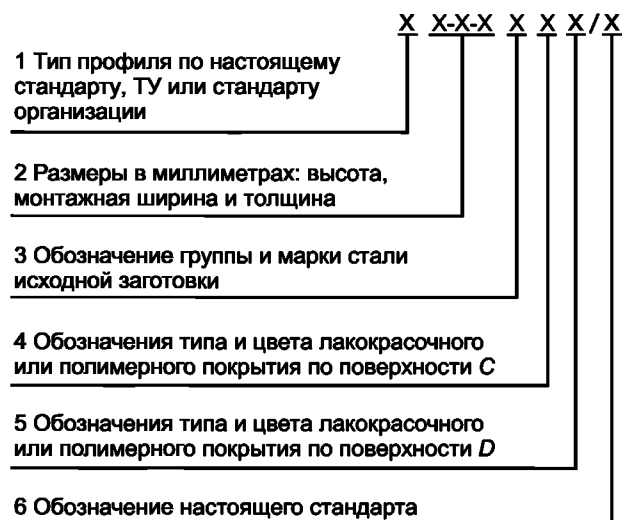 X X-X-X X X X/X
1 Тип профиля по настоящему
стандарту, ТУ или стандарту
организации
2 Размеры в миллиметрах: высота,
монтажная ширина и толщина
3 Обозначение группы и марки стали
исходной заготовки
4 Обозначения типа и цвета лакокрасочного
или полимерного покрытия по поверхности C
5 Обозначения типа и цвета лакокрасочного
или полимерного покрытия по поверхности D
6 Обозначение настоящего стандарта